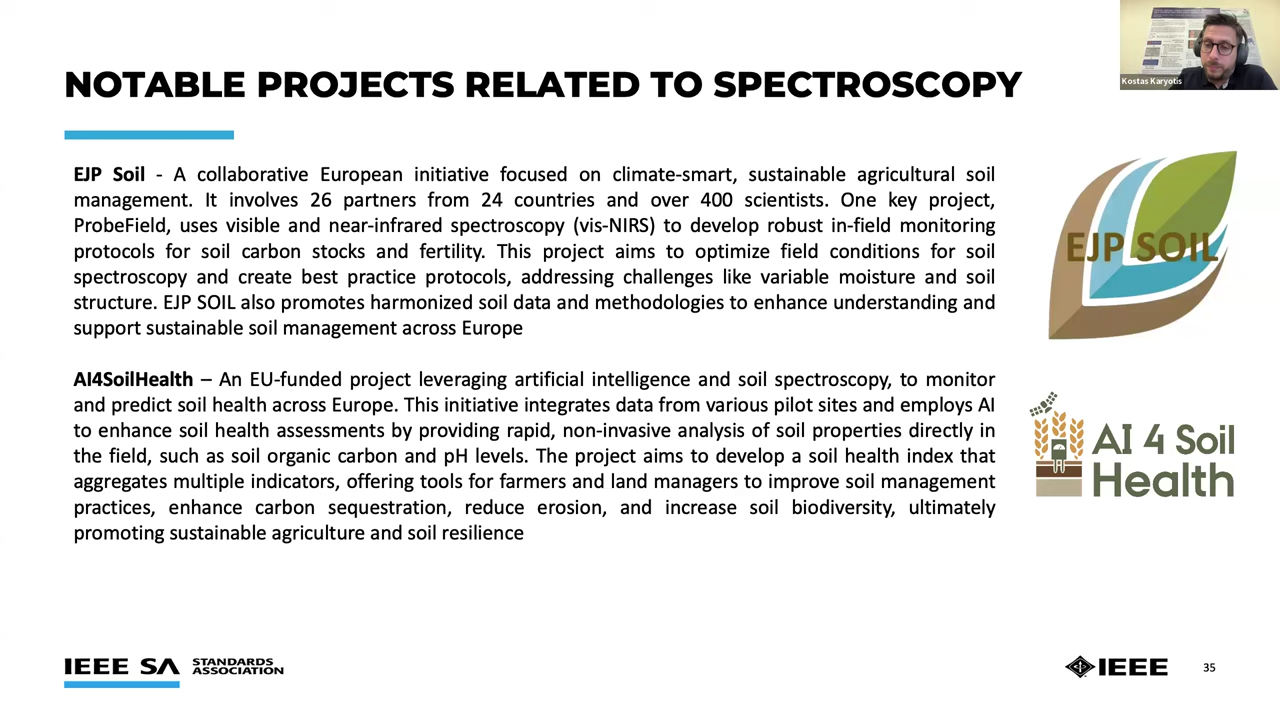 Kostas Karyotis
NOTABLE PROJECTS RELATED TO SPECTROSCOPY
EJP Soil - A collaborative European initiative focused on climate-smart, sustainable agricultural soil
management. It involves 26 partners from 24 countries and over 400 scientists. One key project,
ProbeField, uses visible and near-infrared spectroscopy (vis-NIRS) to develop robust in-field monitoring
protocols for soil carbon stocks and fertility. This project aims to optimize field conditions for soil
spectroscopy and create best practice protocols, addressing challenges like variable moisture and soil
structure. EJP SOIL also promotes harmonized soil data and methodologies to enhance understanding and
support sustainable soil management across Europe
EJP SOIL
AI4SoilHealth – An EU-funded project leveraging artificial intelligence and soil spectroscopy, to monitor
and predict soil health across Europe. This initiative integrates data from various pilot sites and employs AI
to enhance soil health assessments by providing rapid, non-invasive analysis of soil properties directly in
the field, such as soil organic carbon and pH levels. The project aims to develop a soil health index that
aggregates multiple indicators, offering tools for farmers and land managers to improve soil management
practices, enhance carbon sequestration, reduce erosion, and increase soil biodiversity, ultimately
promoting sustainable agriculture and soil resilience
AI 4 Soil
Health
IEEE SA STANDARDS
ASSOCIATION
IEEE
35